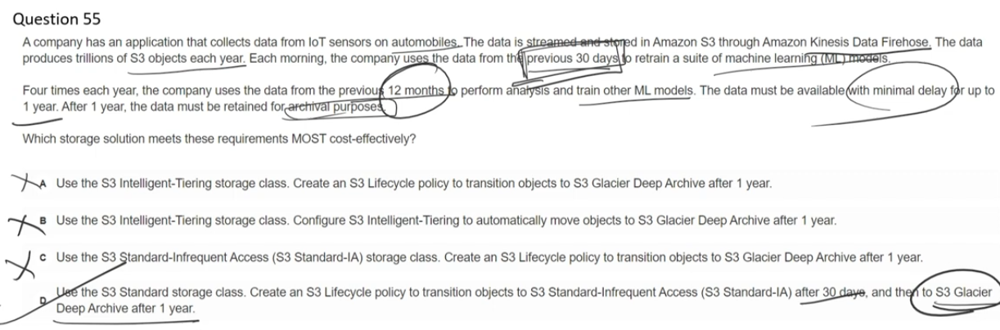 Question 55
A company has an application that collects data from IoT sensors on automobiles. The data is streamed and stored in Amazon S3 through Amazon Kinesis Data Firehose. The data
produces trillions of S3 objects each year. Each morning, the company uses the data from the previous 30 days to retrain a suite of machine learning (ML) models.
Four times each year, the company uses the data from the previous 12 months to perform analysis and train other ML models. The data must be available with minimal delay for up to
1 year. After 1 year, the data must be retained for archival purposes.
Which storage solution meets these requirements MOST cost-effectively?
A Use the S3 Intelligent-Tiering storage class. Create an S3 Lifecycle policy to transition objects to S3 Glacier Deep Archive after 1 year.
B Use the S3 Intelligent-Tiering storage class. Configure S3 Intelligent-Tiering to automatically move objects to S3 Glacier Deep Archive after 1 year.
C Use the S3 Standard-Infrequent Access (S3 Standard-IA) storage class. Create an S3 Lifecycle policy to transition objects to S3 Glacier Deep Archive after 1 year.
D Use the S3 Standard storage class. Create an S3 Lifecycle policy to transition objects to S3 Standard-Infrequent Access (S3 Standard-IA) after 30 days, and then to S3 Glacier
Deep Archive after 1 year.